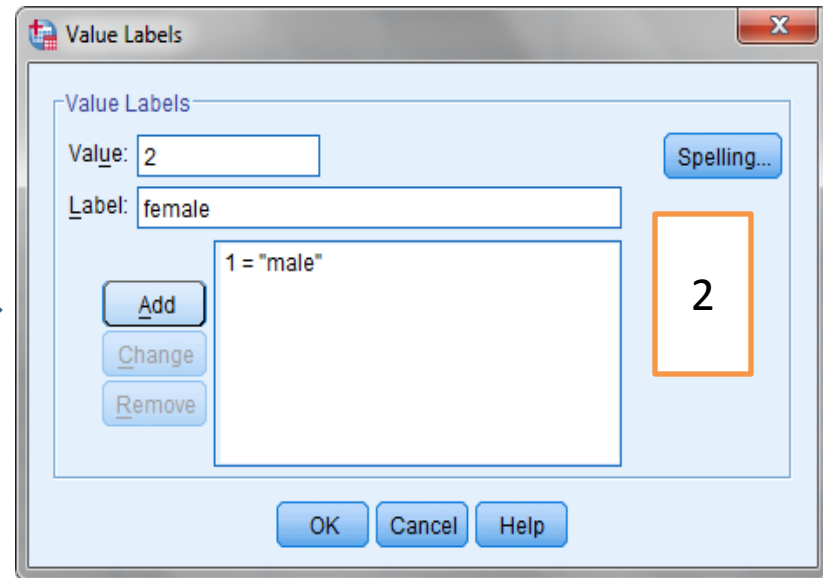 Value Labels
X
Value Labels
Value: 2
Spelling...
Label: female
1 = "male"
Add
Change
Remove
2
OK Cancel Help